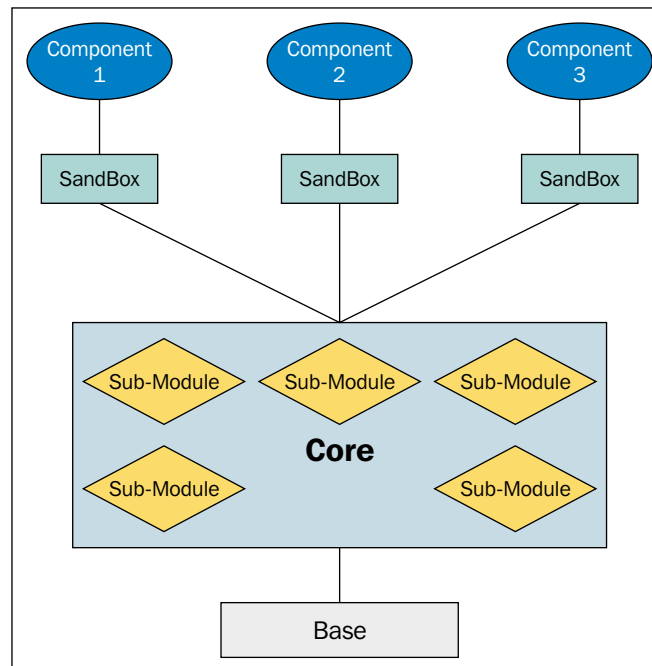 Component
1
Component
2
Component
3
SandBox
SandBox
SandBox
Sub-Module
Sub-Module
Sub-Module
Core
Sub-Module
Sub-Module
Base